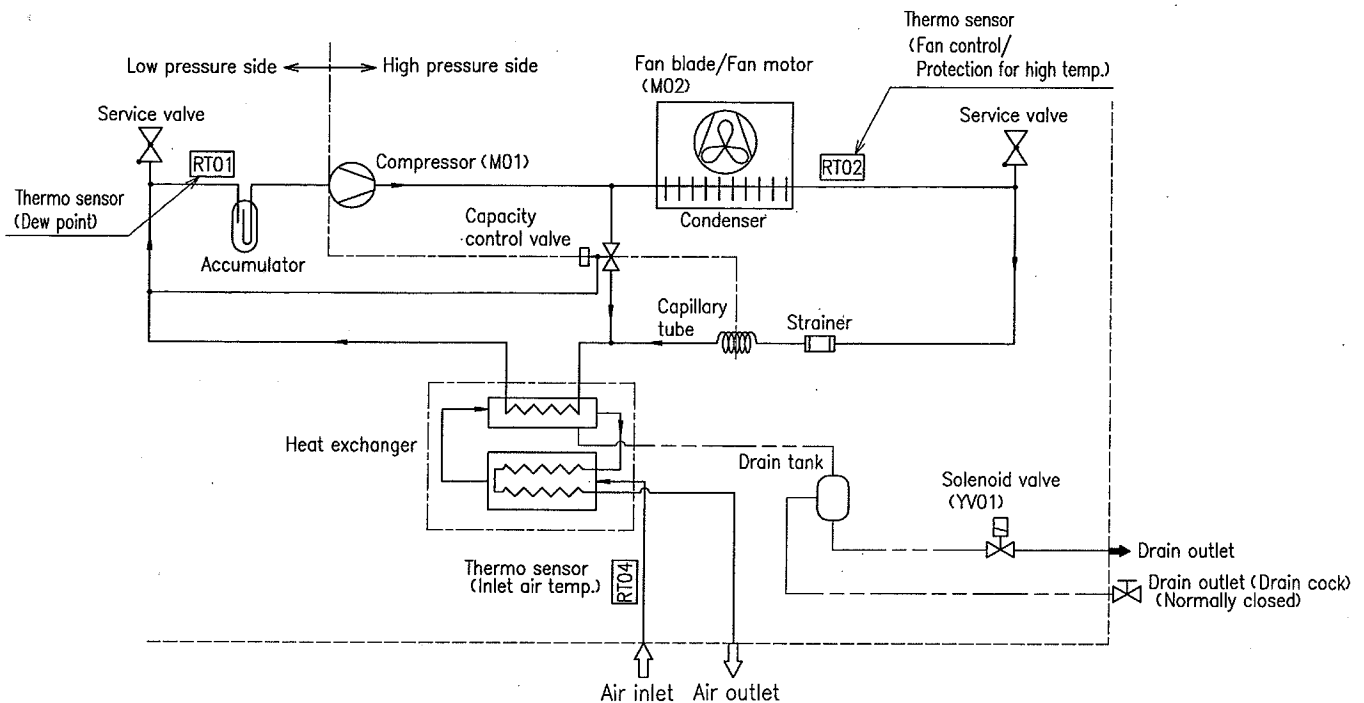 Thermo sensor
(Fan control/
Protection for high temp.)
Low pressure side
High pressure side
Fan blade/Fan motor
(M02)
Service valve
Service valve
RT01
Compressor (M01)
RT02
Thermo sensor
(Dew point)
Condenser
Capacity
control valve
Accumulator
Capillary
tube
Strainer
Heat exchanger
Drain tank
Solenoid valve
(YV01)
Drain outlet
Thermo sensor
(Inlet air temp.)
RT04
Drain outlet (Drain cock)
(Normally closed)
Air inlet
Air outlet